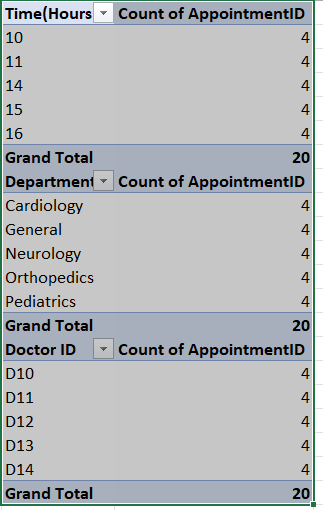 Time(Hours Count of AppointmentID
10 4
11 4
14 4
15 4
16 4
Grand Total 20
Department Count of AppointmentID
Cardiology 4
General 4
Neurology 4
Orthopedics 4
Pediatrics 4
Grand Total 20
Doctor ID Count of AppointmentID
D10 4
D11 4
D12 4
D13 4
D14 4
Grand Total 20